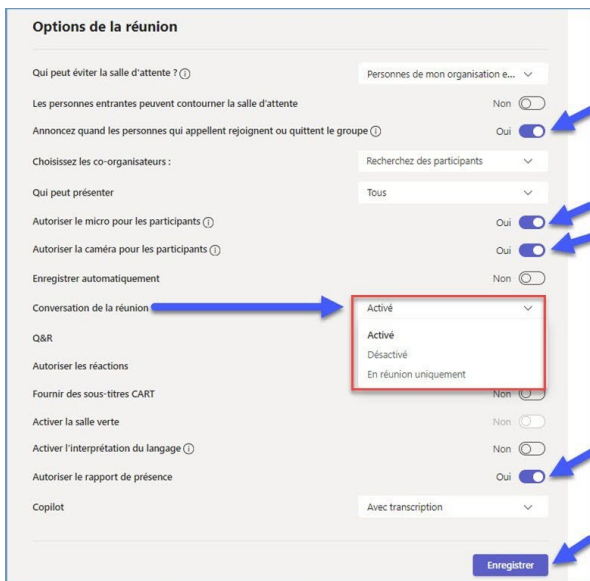 Options de la réunion
Qui peut éviter la salle d'attente ? Personnes de mon organisation e...
Les personnes entrantes peuvent contourner la salle d'attente Non
Annoncez quand les personnes qui appellent rejoignent ou quittent le groupe Oui
Choisissez les co-organisateurs : Recherchez des participants
Qui peut présenter Tous
Autoriser le micro pour les participants Oui
Autoriser la caméra pour les participants Oui
Enregistrer automatiquement Non
Conversation de la réunion Activé
Q&R Activé
Désactivé
Autoriser les réactions En réunion uniquement
Fournir des sous-titres CART Non
Activer la salle verte Non
Activer l'interprétation du langage Non
Autoriser le rapport de présence Oui
Copilot Avec transcription
Enregistrer